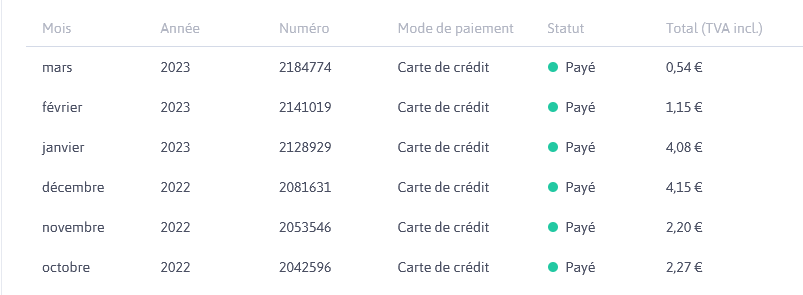 Mois Année Numéro Mode de paiement Statut Total (TVA incl.)
mars 2023 2184774 Carte de crédit Payé 0,54 €
février 2023 2141019 Carte de crédit Payé 1,15 €
janvier 2023 2128929 Carte de crédit Payé 4,08 €
décembre 2022 2081631 Carte de crédit Payé 4,15 €
novembre 2022 2053546 Carte de crédit Payé 2,20 €
octobre 2022 2042596 Carte de crédit Payé 2,27 €